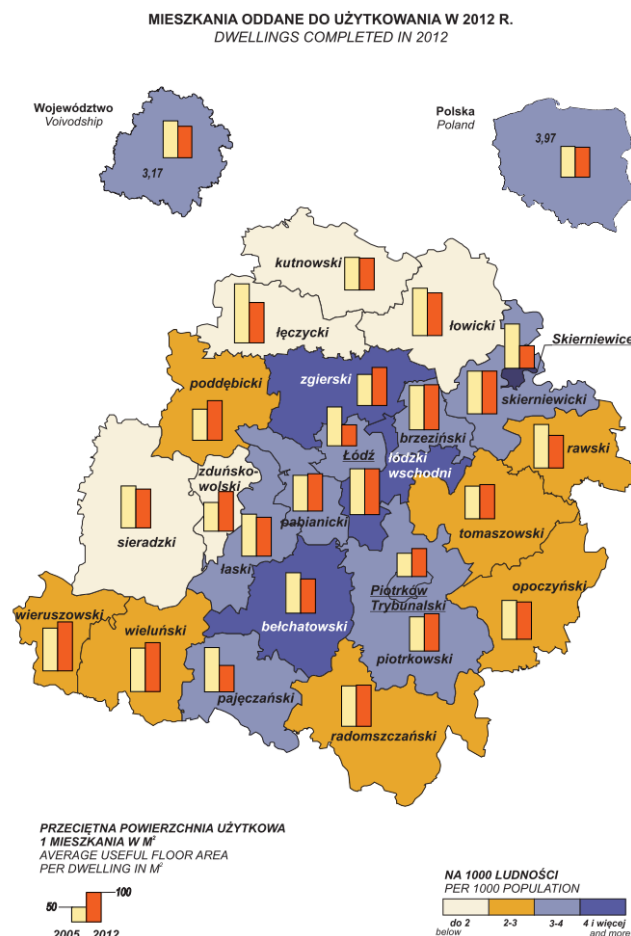 MIESZKANIA ODDANE DO UŻYTKOWANIA W 2012 R.
DWELLINGS COMPLETED IN 2012
Województwo
Voivodship
3,17
Polska
Poland
3,97
kutnowski
łęczycki
łowicki
Skierniewice
poddębicki
zgierski
skierniewicki
brzeziński
rawski
Łódź
łódzki
wschodni
zduńsko-
wolski
sieradzki
pabianicki
tomaszowski
łaski
Piotrków
Trybunalski
opoczyński
wieruszowski
wieluński
bełchatowski
piotrkowski
pajęczański
radomszczański
PRZECIĘTNA POWIERZCHNIA UŻYTKOWA
1 MIESZKANIA W M²
AVERAGE USEFUL FLOOR AREA
PER DWELLING IN M²
100
50
2005 2012
NA 1000 LUDNOŚCI
PER 1000 POPULATION
do 2 2-3 3-4 4 i więcej
below and more